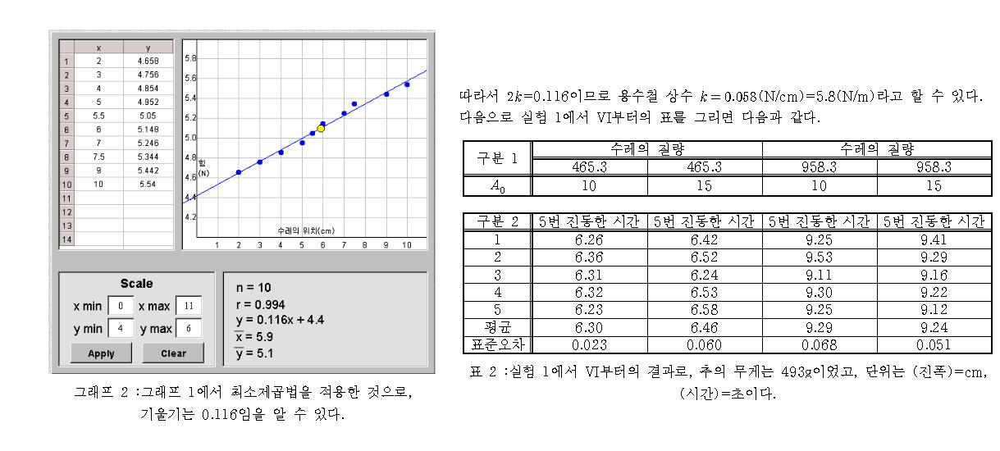 x y
1 2 4.658
2 3 4.756
3 4 4.854
4 5 4.952
5 5.5 5.05
6 6 5.148
7 7 5.246
8 7.5 5.344
9 9 5.442
10 10 5.54
11
12
13
14
5.8
5.6
5.4
5.2
5.0
4.8
힘
4.6
(N)
4.4
4.2
수레의 위치(cm)
1 2 3 4 5 6 7 8 9 10
Scale
x min 0 x max 11
y min 4 y max 6
Apply Clear
n = 10
r = 0.994
y = 0.116x + 4.4
x̅ = 5.9
y̅ = 5.1
그래프 2 :그래프 1에서 최소제곱법을 적용한 것으로,
기울기는 0.116임을 알 수 있다.
따라서 2k=0.116이므로 용수철 상수 k = 0.058(N/cm)=5.8(N/m)라고 할 수 있다.
다음으로 실험 1에서 VI부터의 표를 그리면 다음과 같다.
구분 1 수레의 질량 수레의 질량
465.3 465.3 958.3 958.3
A₀ 10 15 10 15
구분 2 5번 진동한 시간 5번 진동한 시간 5번 진동한 시간 5번 진동한 시간
1 6.26 6.42 9.25 9.41
2 6.36 6.52 9.53 9.29
3 6.31 6.24 9.11 9.16
4 6.32 6.53 9.30 9.22
5 6.23 6.58 9.25 9.12
평균 6.30 6.46 9.29 9.24
표준오차 0.023 0.060 0.068 0.051
표 2 :실험 1에서 VI부터의 결과로, 추의 무게는 493g이었고, 단위는 (진폭)=cm,
(시간)=초이다.